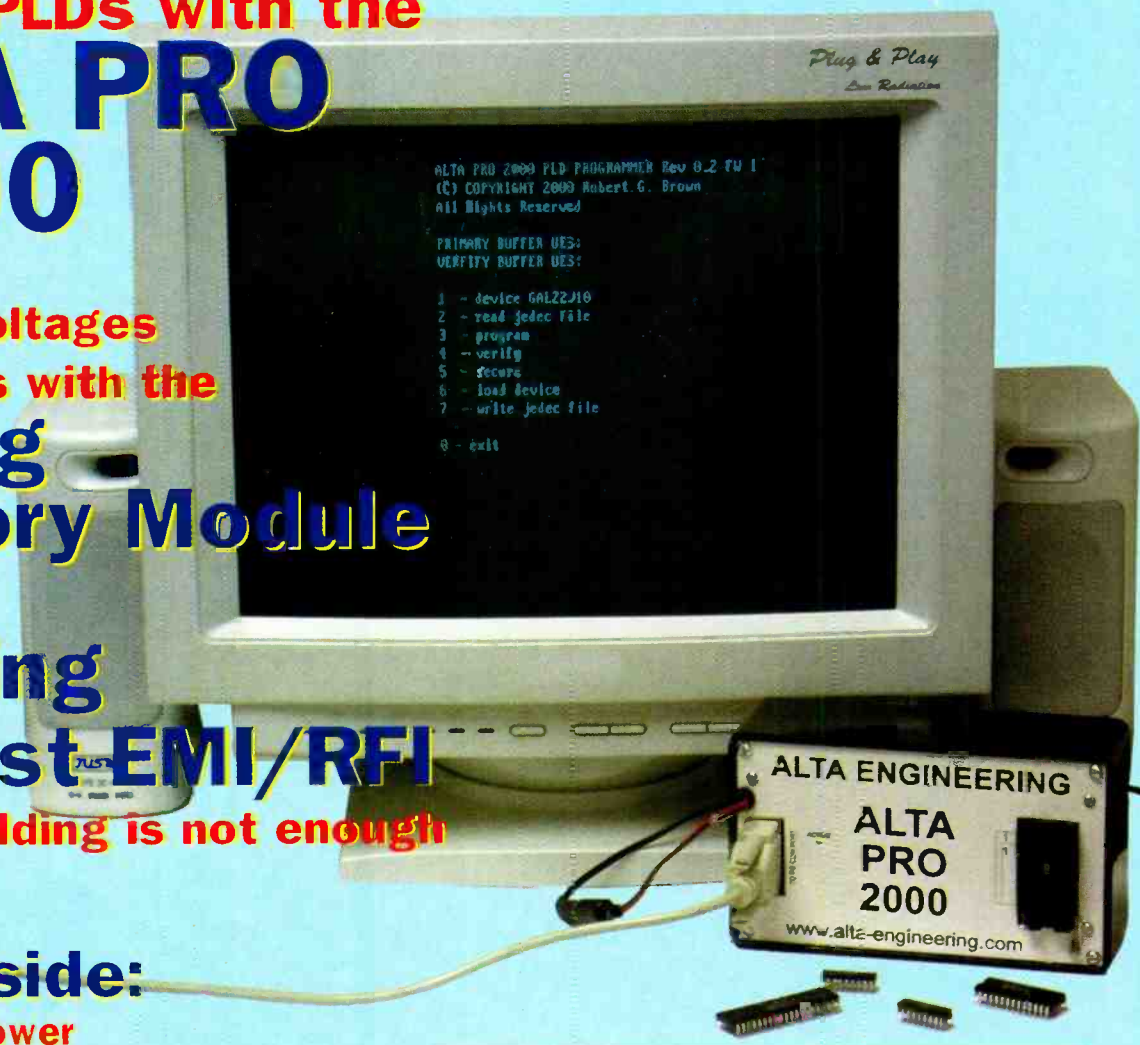 PLDs with the
A PRO
0
oltages
s with the
g
ory Module
ng
st EMI/RFI
lding is not enough
side:
ower
Plug & Play
Low Radiation
ALTA PRO 2000 PLD PROGRAMMER Rev 0.2 FW 1
(C) COPYRIGHT 2000 Robert G. Brown
All Rights Reserved
PRIMARY BUFFER UES:
VERFIFY BUFFER UES:
1 - device GAL22V10
2 - read jedec file
3 - program
4 - verify
5 - secure
6 - load device
7 - write jedec file
0 - exit
ALTA ENGINEERING
ALTA
PRO
2000
www.alta-engineering.com